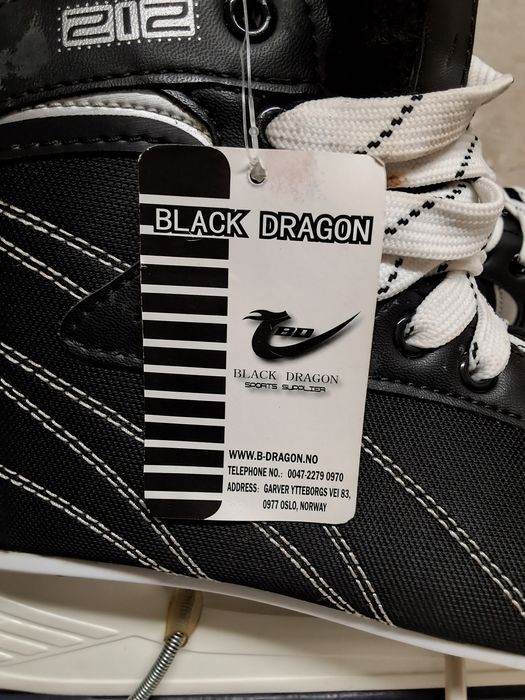 212
BLACK DRAGON
BD
BLACK DRAGON
SPORTS SUPPLIER
WWW.B-DRAGON.NO
TELEPHONE NO.: 0047-2279 0970
ADDRESS: GARVER YTTEBORGS VEI 83,
0977 OSLO, NORWAY